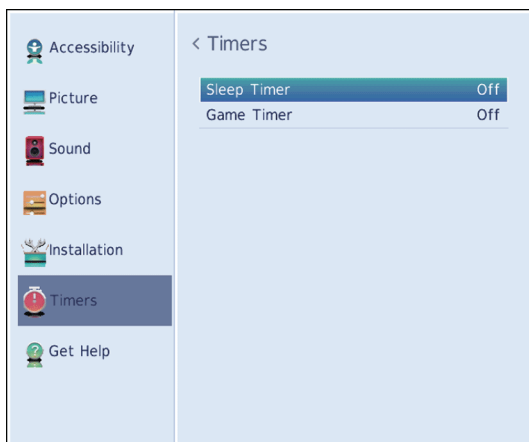 Accessibility
Picture
Sound
Options
Installation
Timers
Get Help
< Timers
Sleep Timer Off
Game Timer Off